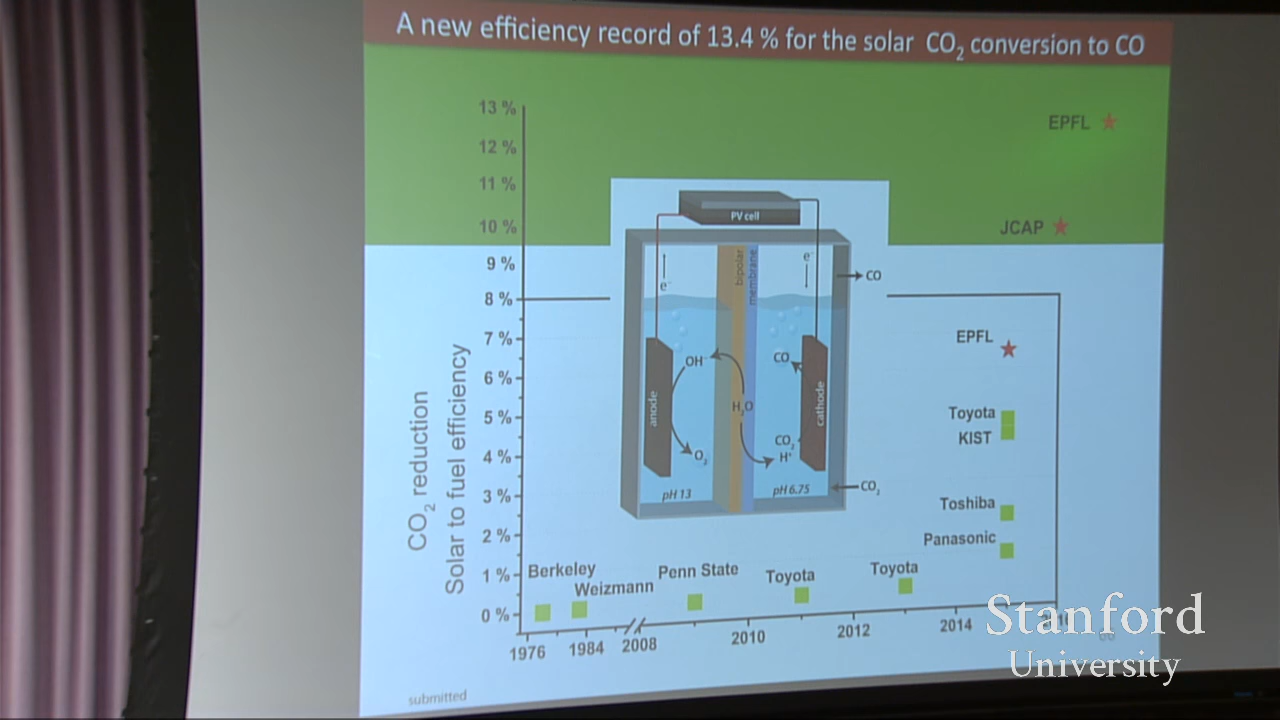 A new efficiency record of 13.4 % for the solar CO2 conversion to CO
13 %
12 %
11 %
10 %
9 %
8 %
7 %
6 %
5 %
4 %
3 %
2 %
1 %
0 %
CO2 reduction
Solar to fuel efficiency
EPFL
JCAP
EPFL
Toyota
KIST
Toshiba
Panasonic
Berkeley
Weizmann
Penn State
Toyota
Toyota
PV cell
bipolar
membrane
e-
e-
CO
OH-
CO
H2O
anode
cathode
O2
CO2
H+
pH 13
pH 6.75
CO2
1976
1984
2008
2010
2012
2014
submitted
Stanford
University